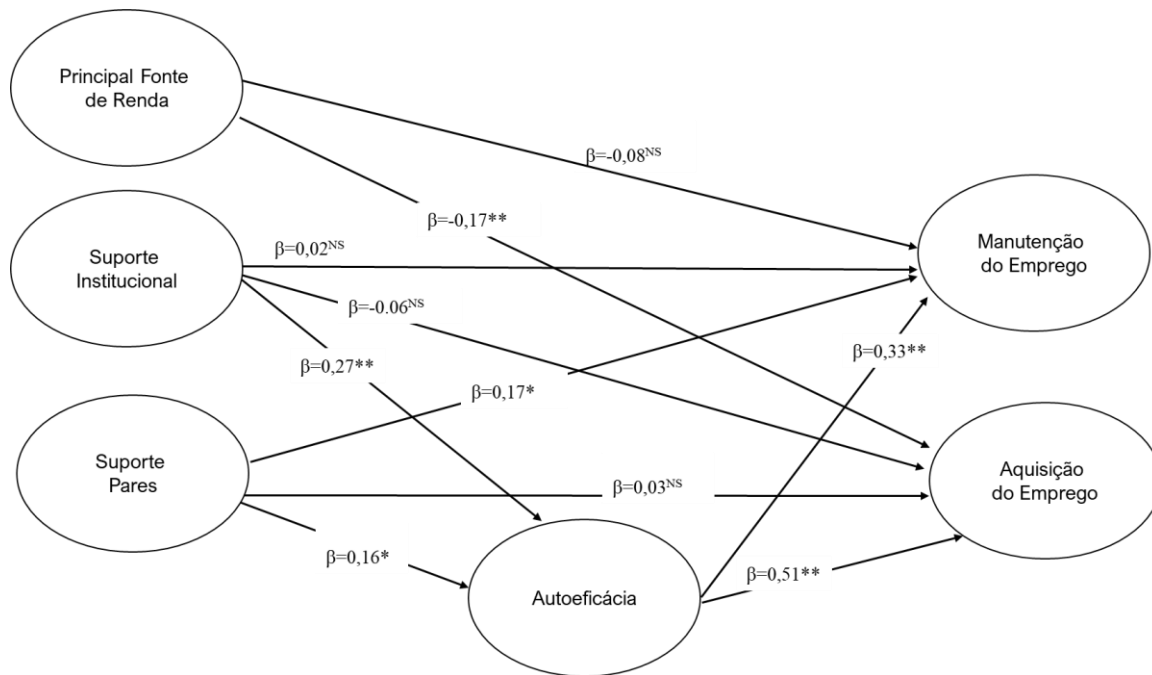 Principal Fonte
de Renda
β=-0,08NS
β=-0,17**
Suporte
Institucional
β=0,02NS
Manutenção
do Emprego
β=-0.06NS
β=0,27**
β=0,33**
β=0,17*
Suporte
Pares
Aquisição
do Emprego
β=0,03NS
β=0,16*
β=0,51**
Autoeficácia